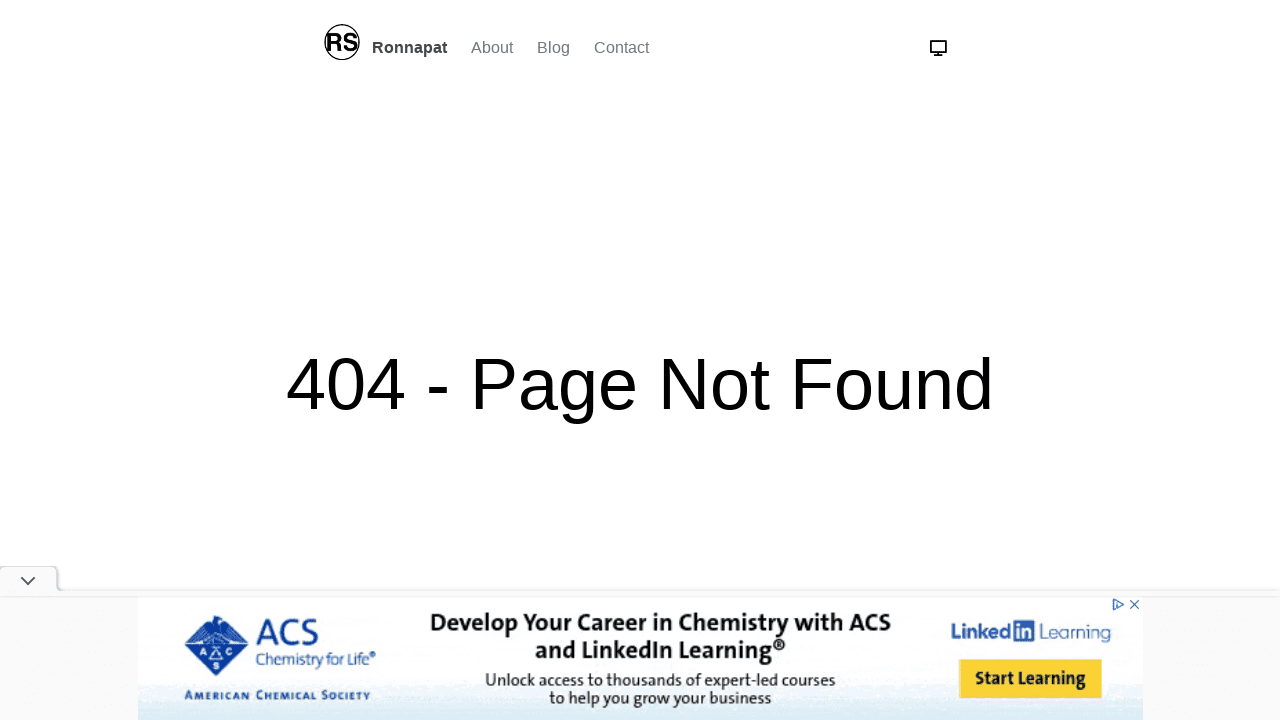 RS Ronnapat About Blog Contact
404 - Page Not Found
ACS
Chemistry for Life®
A C S
AMERICAN CHEMICAL SOCIETY
Develop Your Career in Chemistry with ACS
and LinkedIn Learning®
Unlock access to thousands of expert-led courses
to help you grow your business
LinkedIn Learning
Start Learning